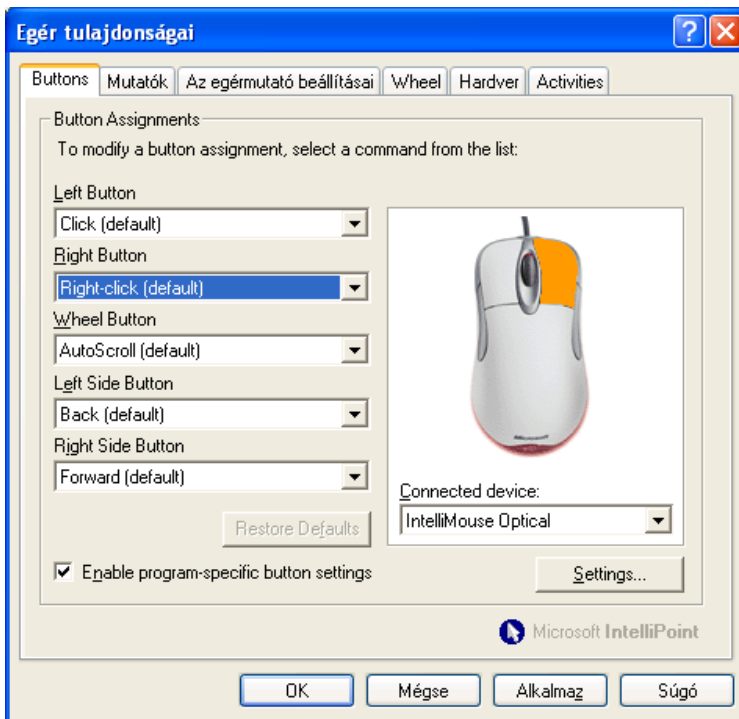 Egér tulajdonságai
Buttons Mutatók Az egérmutató beállításai Wheel Hardver Activities
Button Assignments
To modify a button assignment, select a command from the list:
Left Button
Click (default)
Right Button
Right-click (default)
Wheel Button
AutoScroll (default)
Left Side Button
Back (default)
Right Side Button
Forward (default)
Restore Defaults
Microsoft
Connected device:
IntelliMouse Optical
Enable program-specific button settings
Settings...
Microsoft IntelliPoint
OK Mégse Alkalmaz Súgó